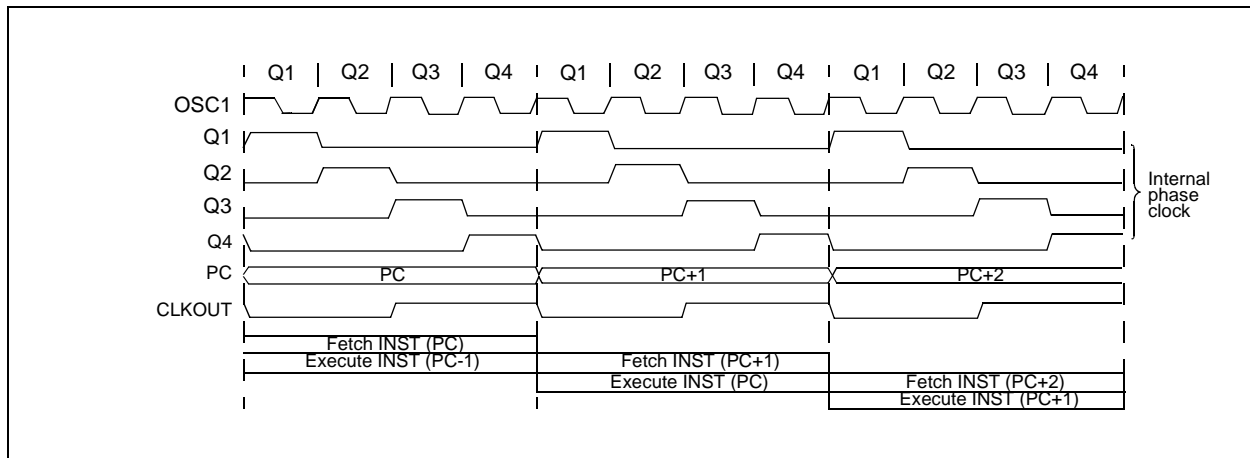 Q1 Q2 Q3 Q4 Q1 Q2 Q3 Q4 Q1 Q2 Q3 Q4
OSC1
Q1
Q2
Q3
Q4
Internal
phase
clock
PC PC PC+1 PC+2
CLKOUT
Fetch INST (PC)
Execute INST (PC-1) Fetch INST (PC+1)
Execute INST (PC) Fetch INST (PC+2)
Execute INST (PC+1)